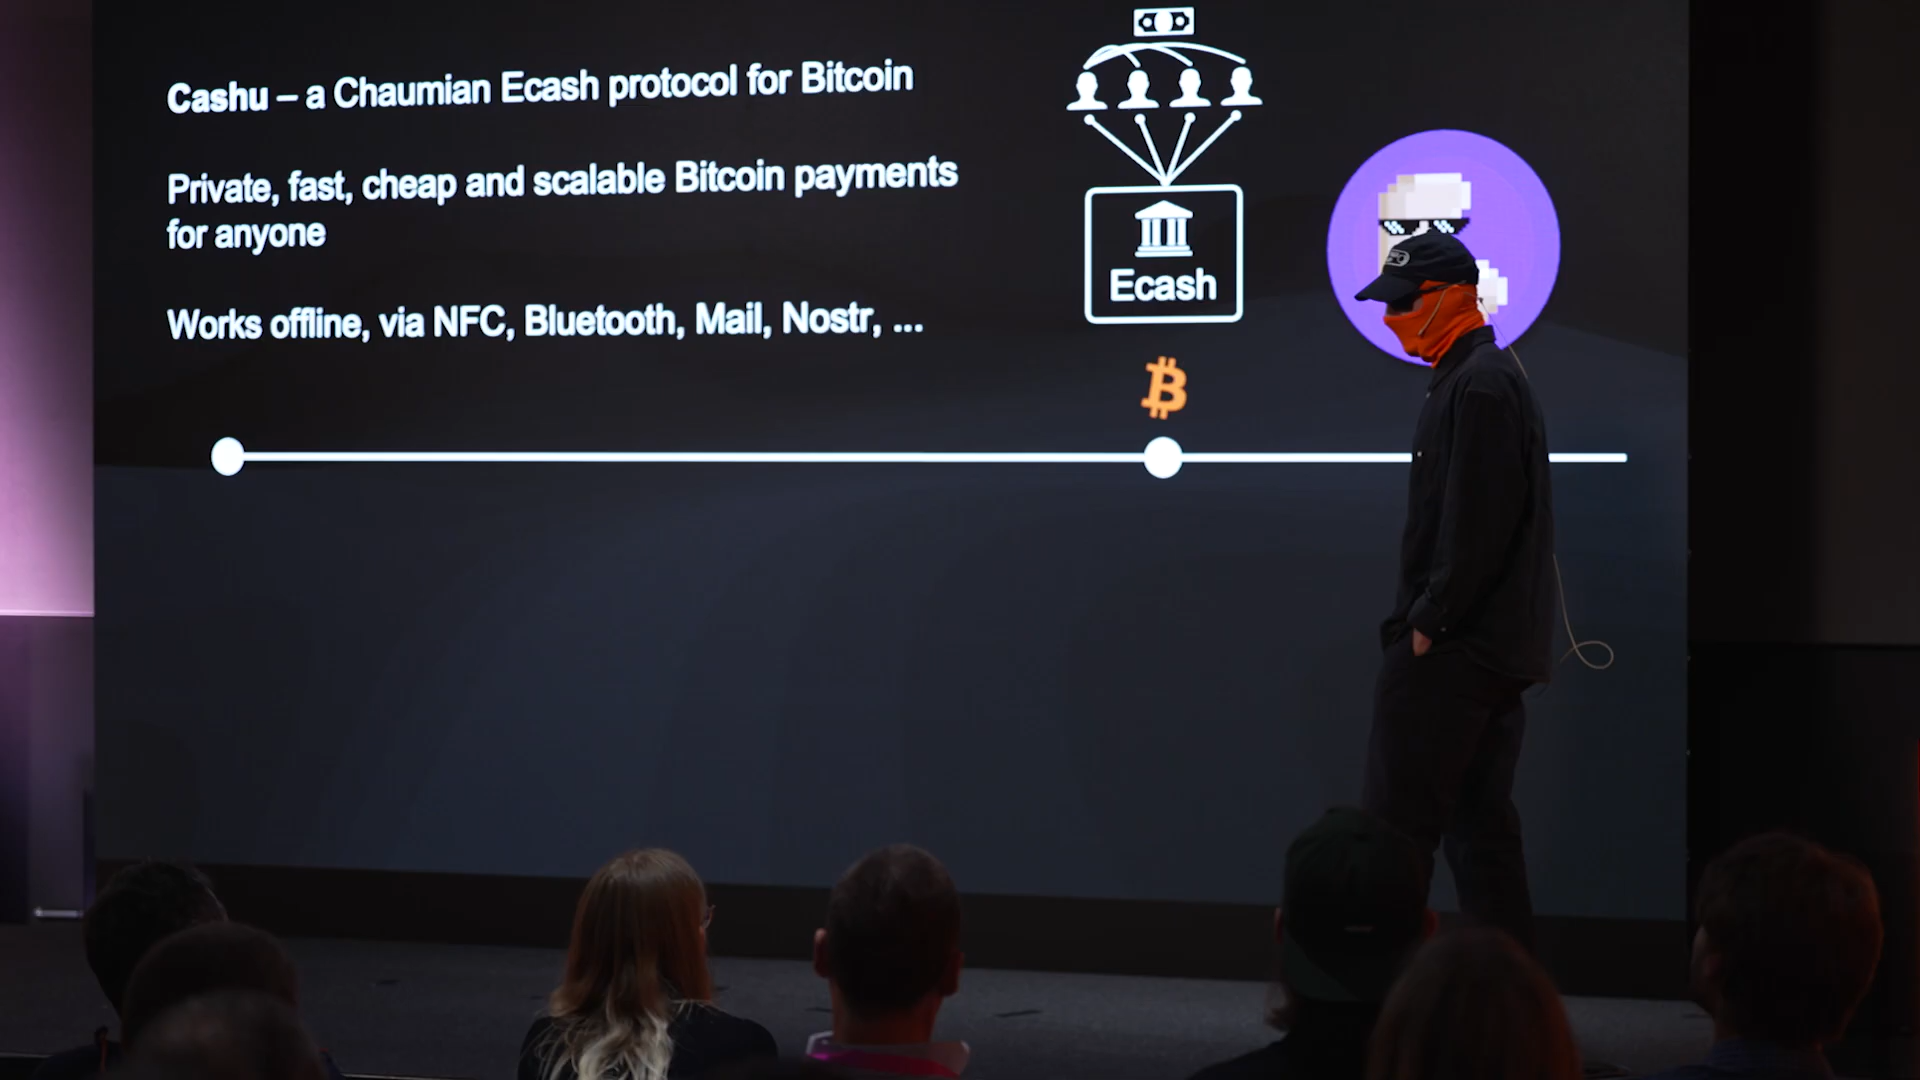 Cashu – a Chaumian Ecash protocol for Bitcoin
Private, fast, cheap and scalable Bitcoin payments
for anyone
Works offline, via NFC, Bluetooth, Mail, Nostr, ...
Ecash